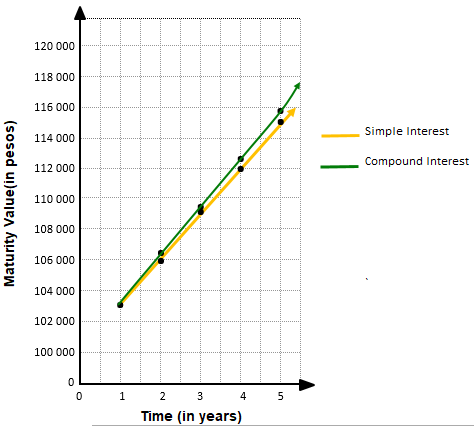 120 000
118 000
116 000
114 000
112 000
110 000
108 000
106 000
104 000
102 000
100 000
0
Maturity Value(in pesos)
0 1 2 3 4 5
Time (in years)
Simple Interest
Compound Interest